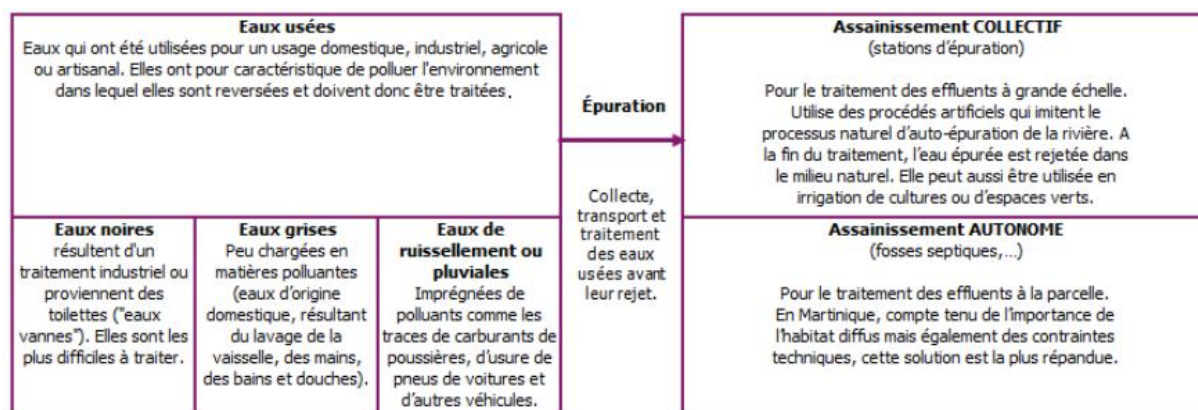 Eaux usées
Eaux qui ont été utilisées pour un usage domestique, industriel, agricole
ou artisanal. Elles ont pour caractéristique de polluer l'environnement
dans lequel elles sont reversées et doivent donc être traitées.
Eaux noires
résultent d'un
traitement industriel ou
proviennent des
toilettes ("eaux
vannes"). Elles sont les
plus difficiles à traiter.
Eaux grises
Peu chargées en
matières polluantes
(eaux d'origine
domestique, résultant
du lavage de la
vaisselle, des mains,
des bains et douches).
Eaux de
ruissellement ou
pluviales
Imprégnées de
polluants comme les
traces de carburants de
poussières, d'usure de
pneus de voitures et
d'autres véhicules.
Épuration
Collecte,
transport et
traitement
des eaux
usées avant
leur rejet.
Assainissement COLLECTIF
(stations d'épuration)
Pour le traitement des effluents à grande échelle.
Utilise des procédés artificiels qui imitent le
processus naturel d'auto-épuration de la rivière. A
la fin du traitement, l'eau épurée est rejetée dans
le milieu naturel. Elle peut aussi être utilisée en
irrigation de cultures ou d'espaces verts.
Assainissement AUTONOME
(fosses septiques,...)
Pour le traitement des effluents à la parcelle.
En Martinique, compte tenu de l'importance de
l'habitat diffus mais également des contraintes
techniques, cette solution est la plus répandue.